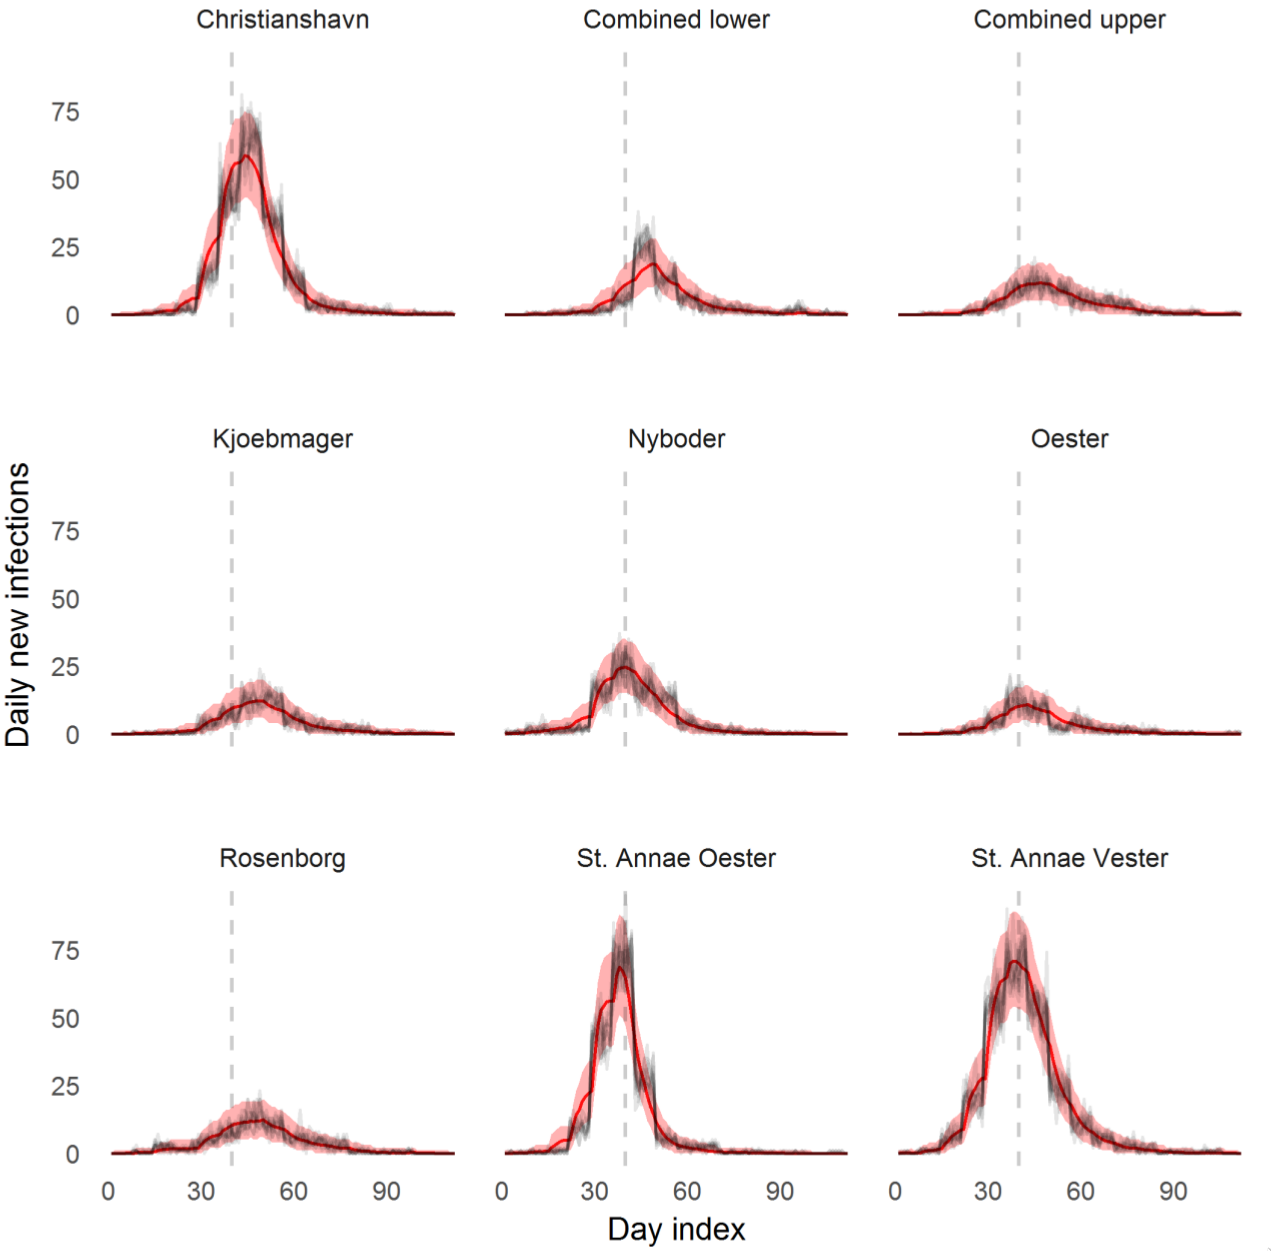 Christianshavn Combined lower Combined upper
75
50
25
0
Kjoebmager Nyboder Oester
Daily new infections
75
50
25
0
Rosenborg St. Annae Oester St. Annae Vester
75
50
25
0
0 30 60 90 0 30 60 90 0 30 60 90
Day index